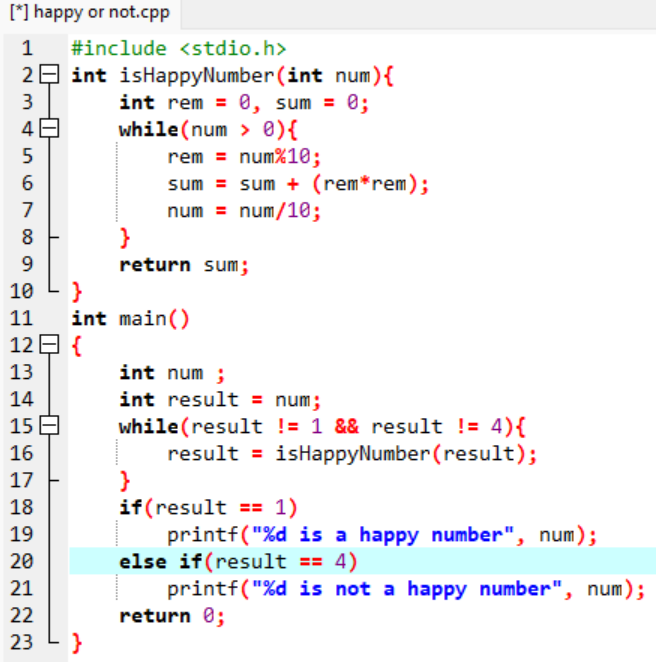 [*] happy or not.cpp
1 #include <stdio.h>
2 int isHappyNumber(int num){
3 int rem = 0, sum = 0;
4 while(num > 0){
5 rem = num%10;
6 sum = sum + (rem*rem);
7 num = num/10;
8 }
9 return sum;
10 }
11 int main()
12 {
13 int num ;
14 int result = num;
15 while(result != 1 && result != 4){
16 result = isHappyNumber(result);
17 }
18 if(result == 1)
19 printf("%d is a happy number", num);
20 else if(result == 4)
21 printf("%d is not a happy number", num);
22 return 0;
23 }